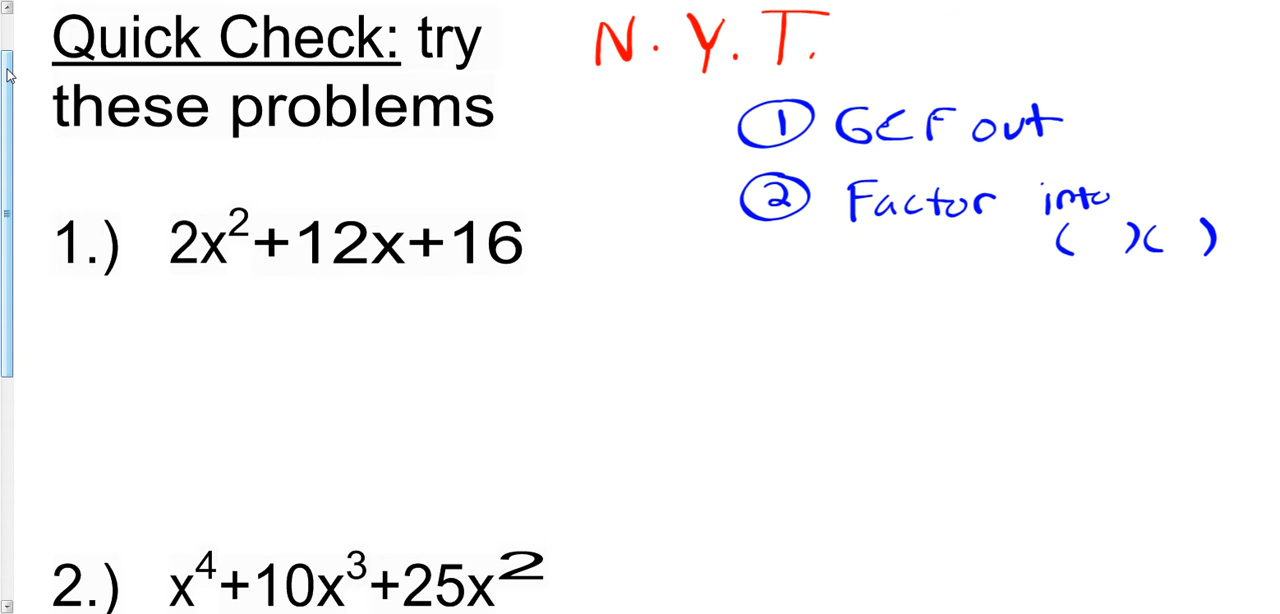 Quick Check: try
these problems
N.Y.T.
① GCF out
② Factor into
( )( )
1.) 2x²+12x+16
2.) x⁴+10x³+25x²